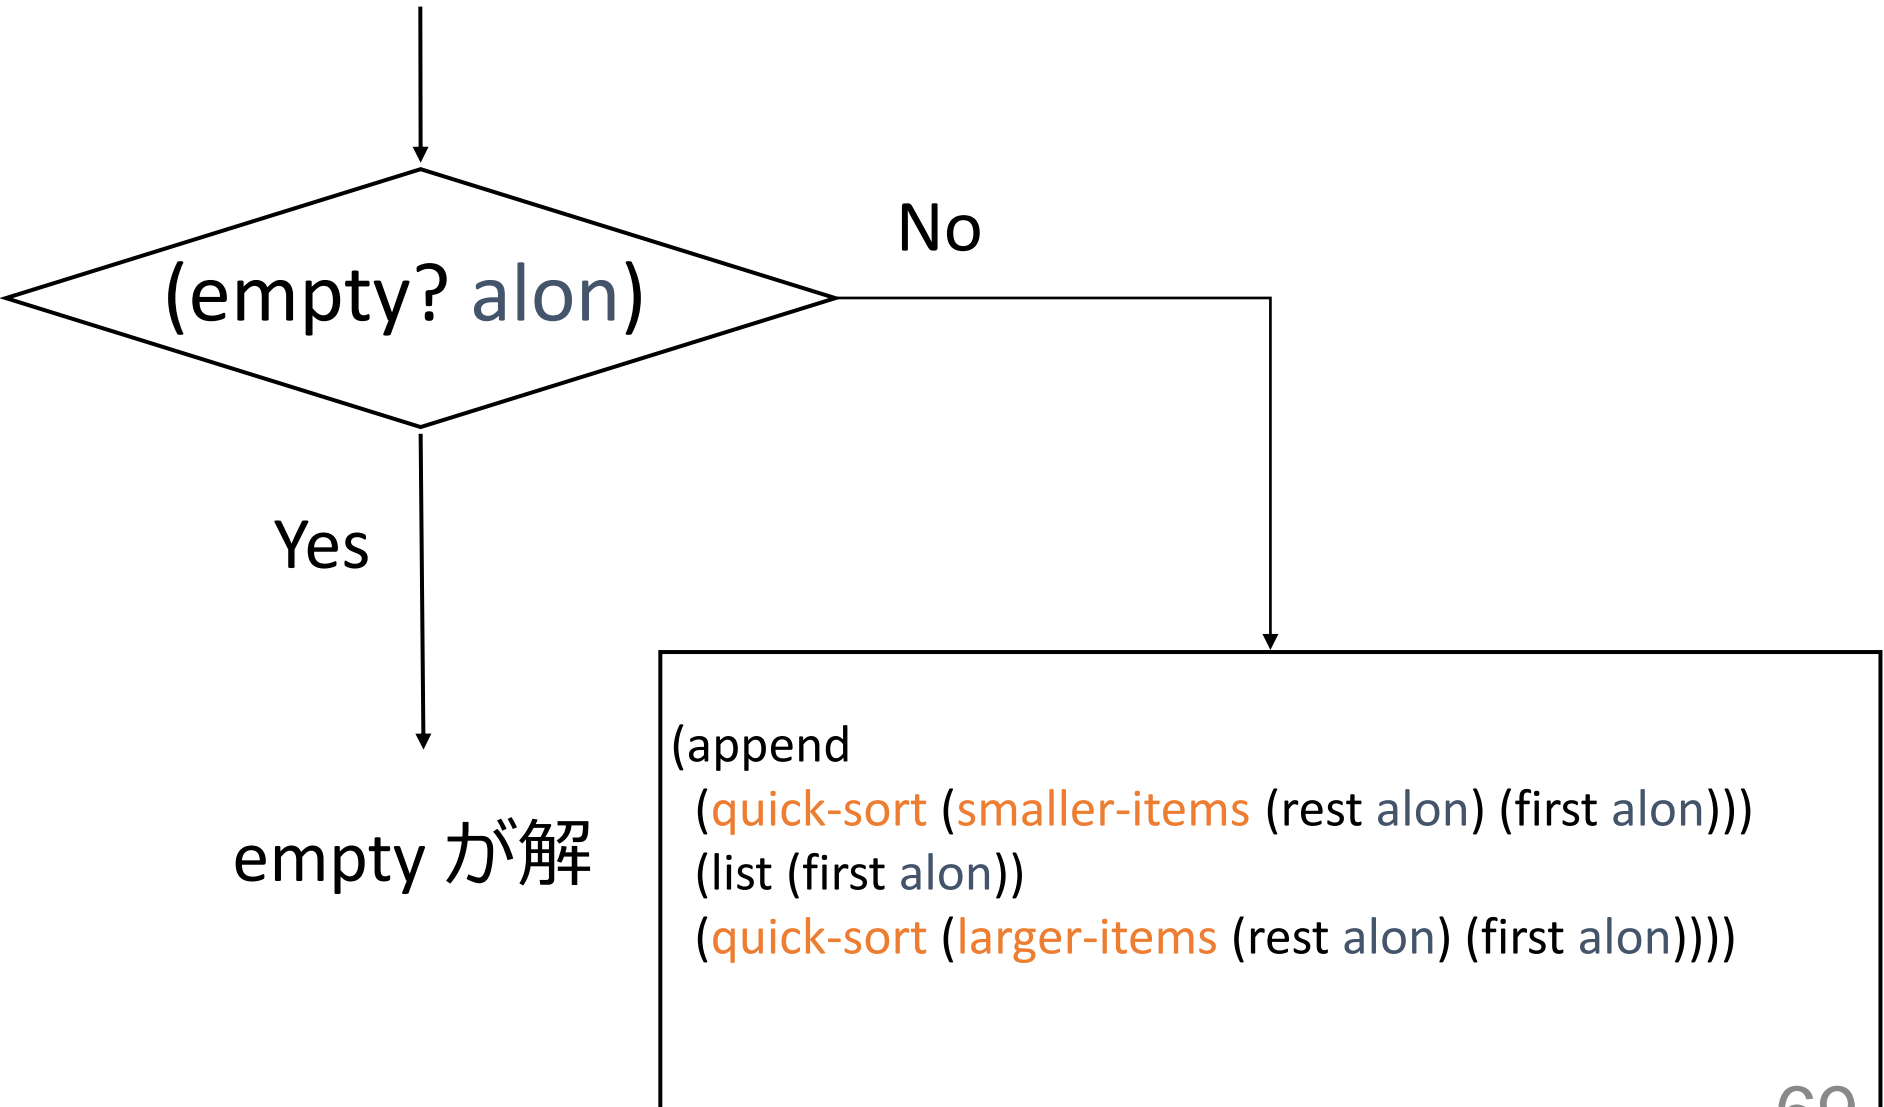 No
(empty? alon)
Yes
empty が解
(append
(quick-sort (smaller-items (rest alon) (first alon)))
(list (first alon))
(quick-sort (larger-items (rest alon) (first alon))))